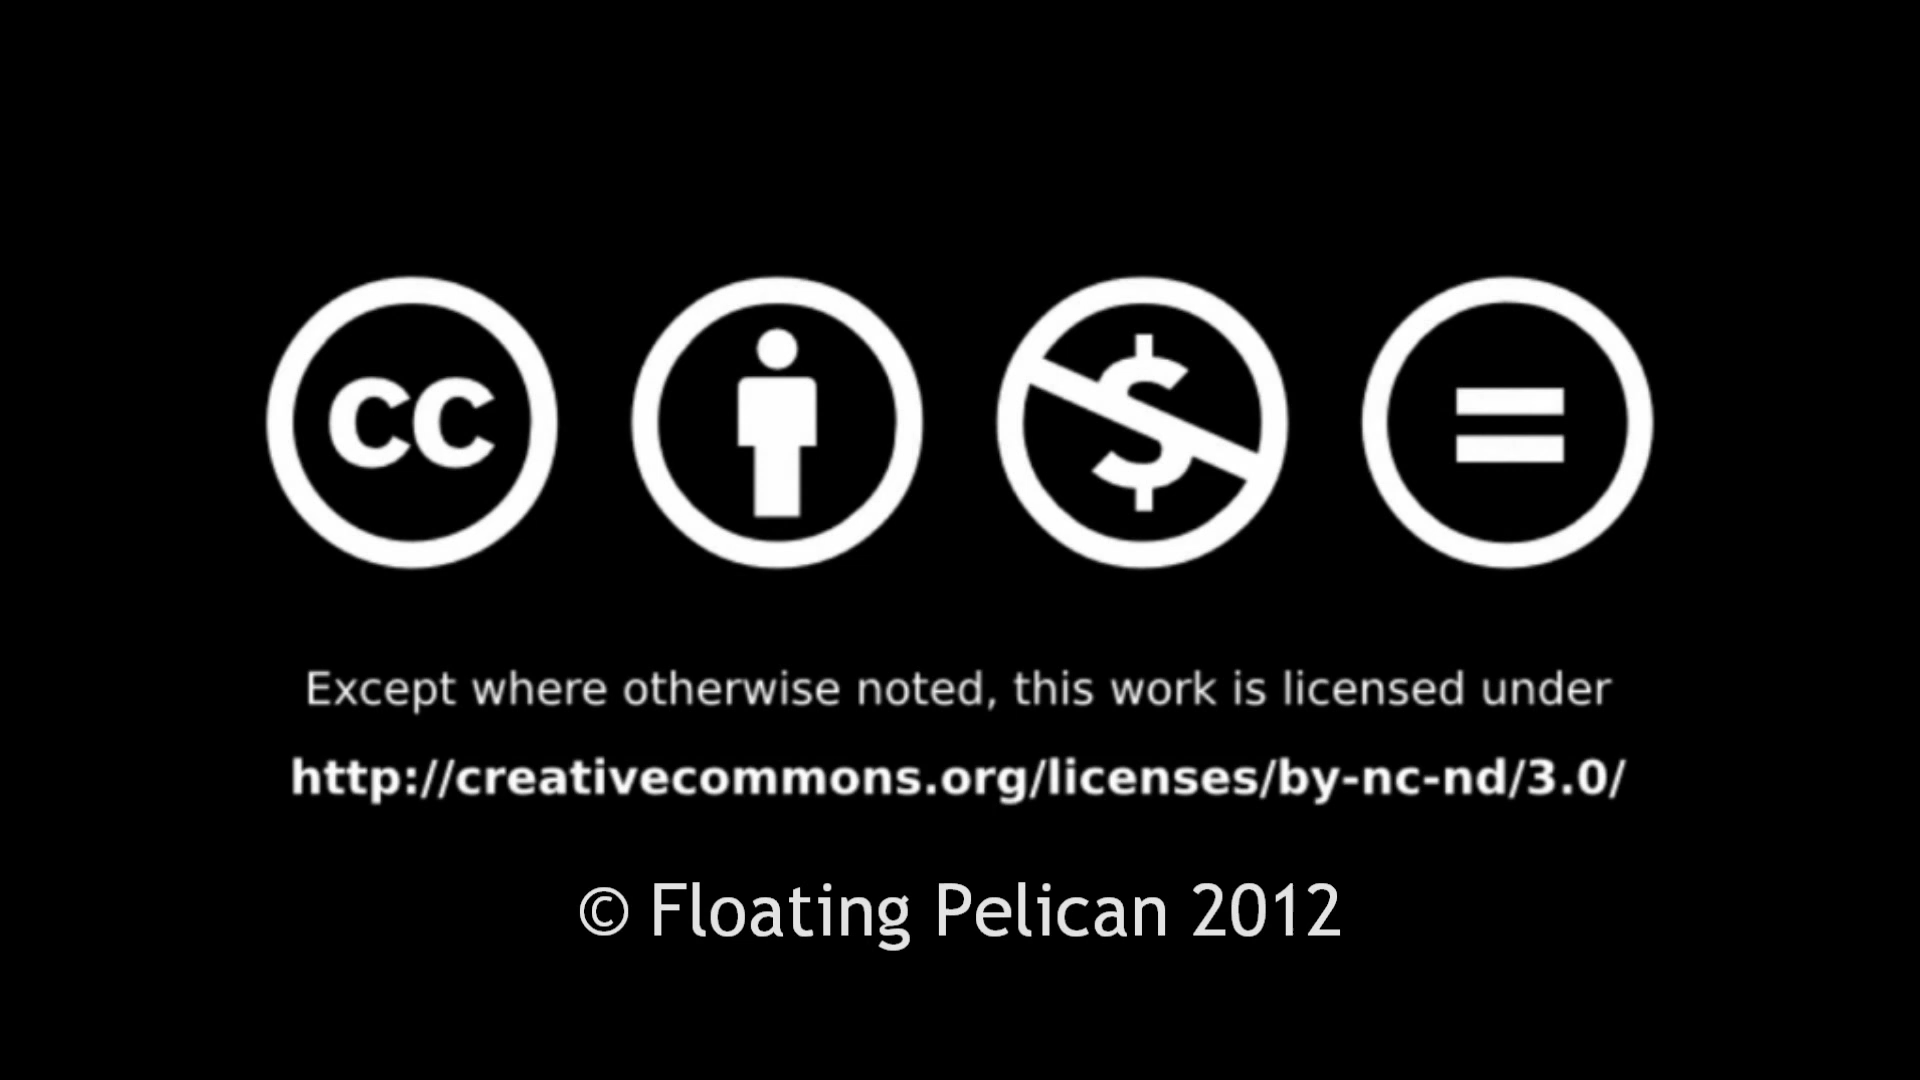 cc
$
=
Except where otherwise noted, this work is licensed under
http://creativecommons.org/licenses/by-nc-nd/3.0/
© Floating Pelican 2012